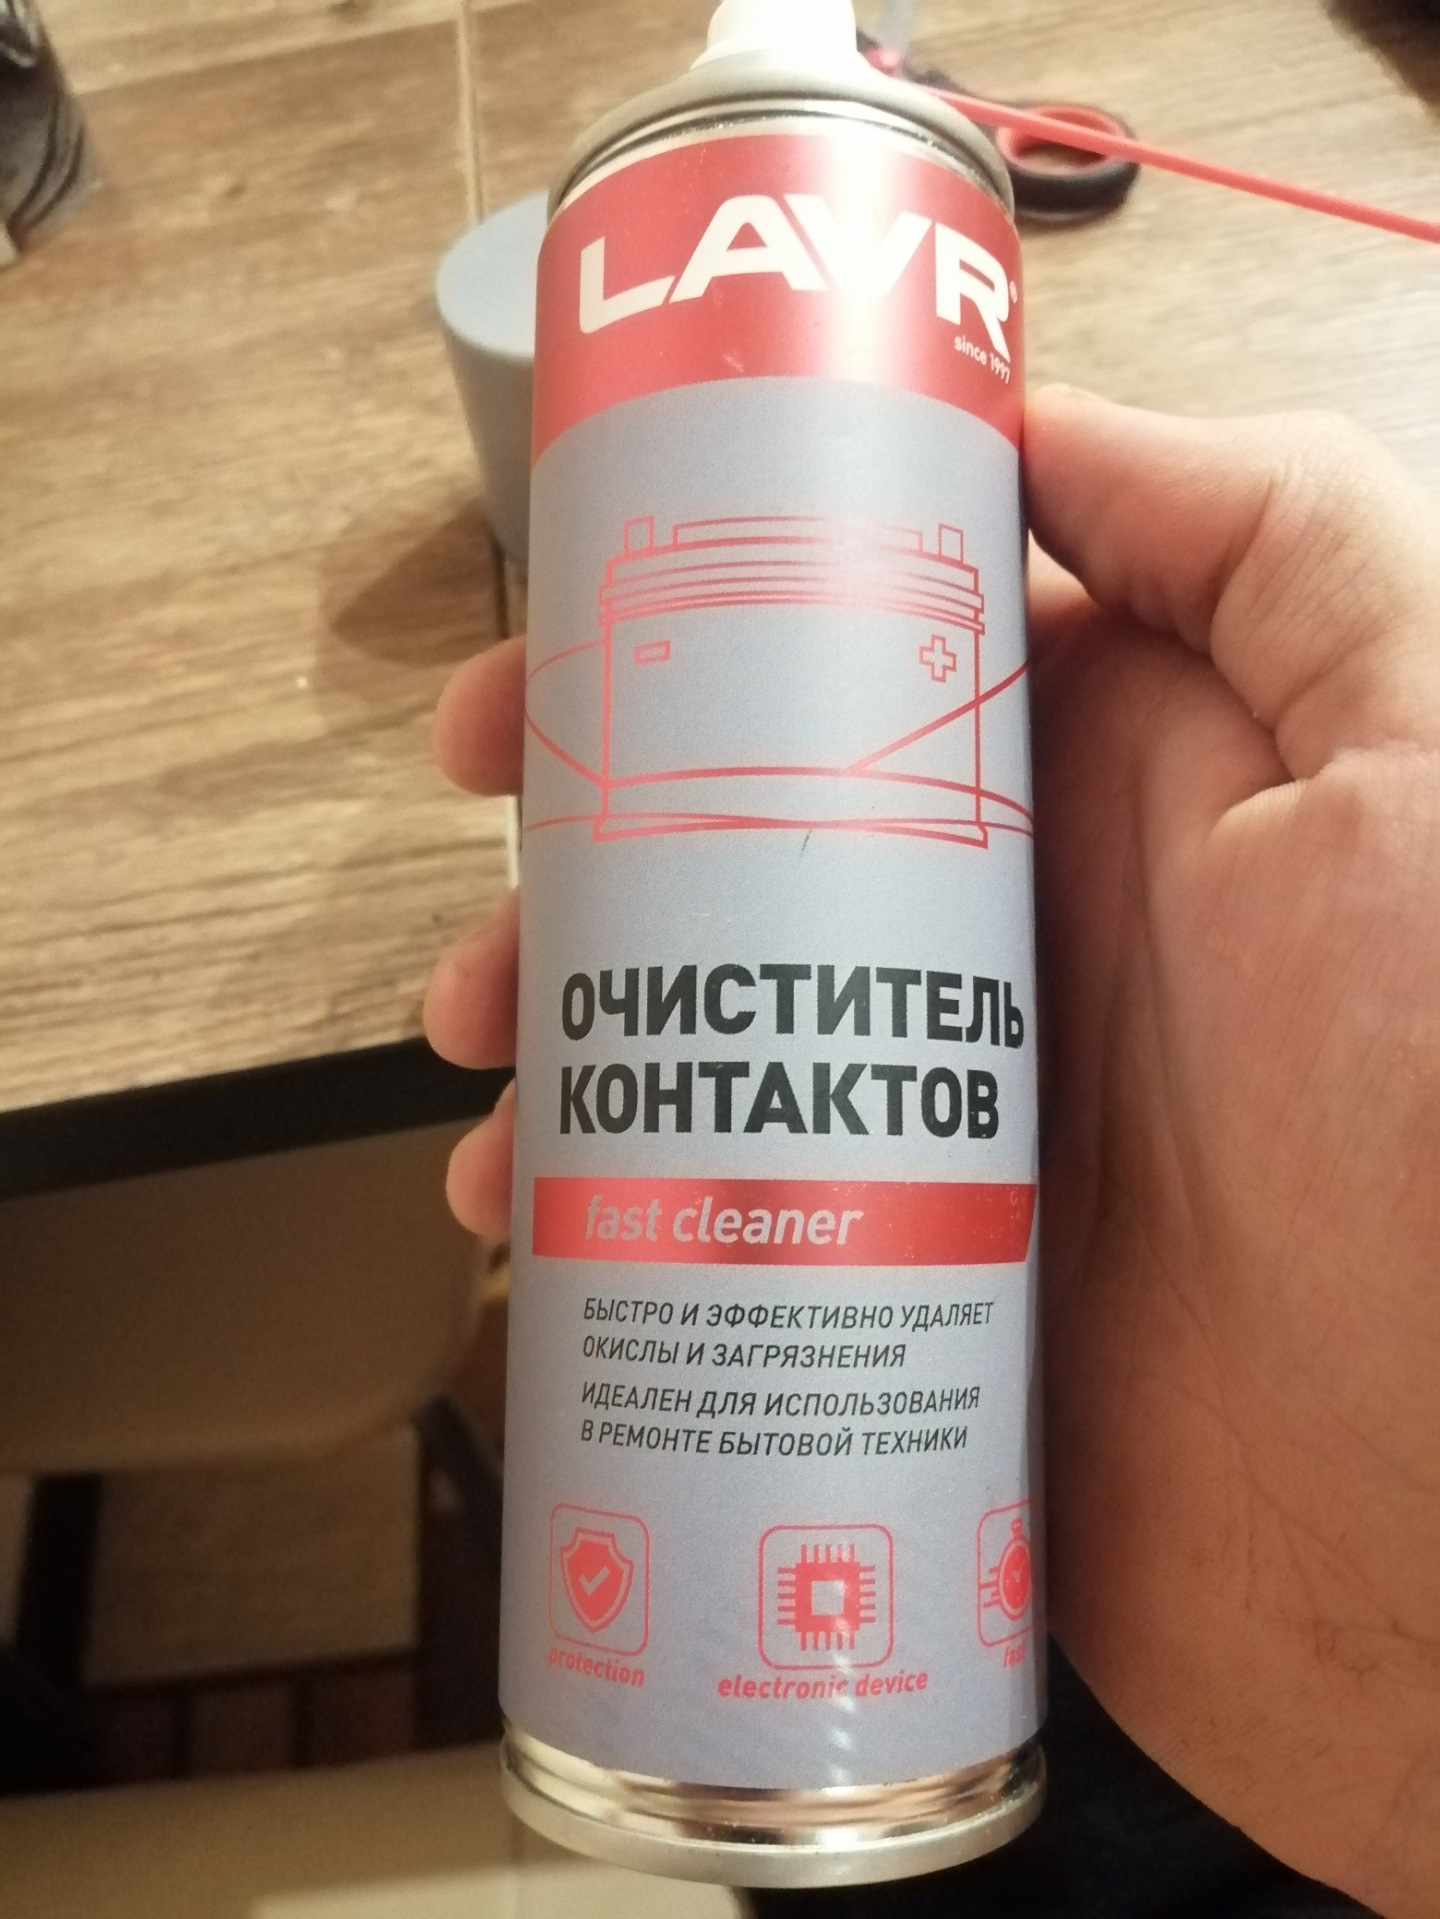 LAVR®
since 1997
ОЧИСТИТЕЛЬ
КОНТАКТОВ
fast cleaner
БЫСТРО И ЭФФЕКТИВНО УДАЛЯЕТ
ОКИСЛЫ И ЗАГРЯЗНЕНИЯ
ИДЕАЛЕН ДЛЯ ИСПОЛЬЗОВАНИЯ
В РЕМОНТЕ БЫТОВОЙ ТЕХНИКИ
protection
electronic device
fast